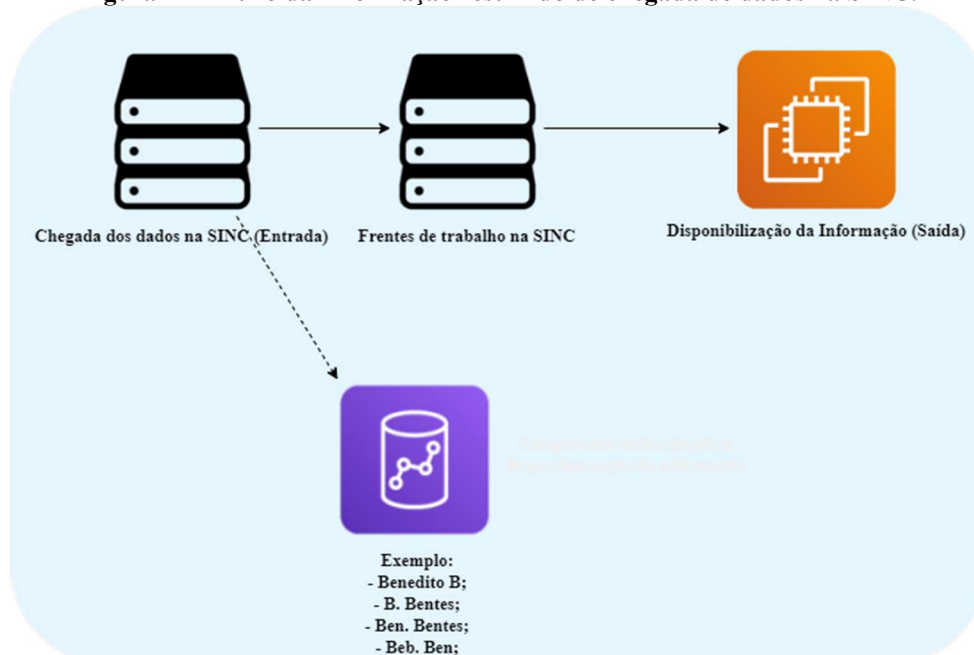 Chegada dos dados na SINC (Entrada)
Frentes de trabalho na SINC
Disponibilização da Informação (Saída)
Exemplo:
- Benedito B;
- B. Bentes;
- Ben. Bentes;
- Beb. Ben;